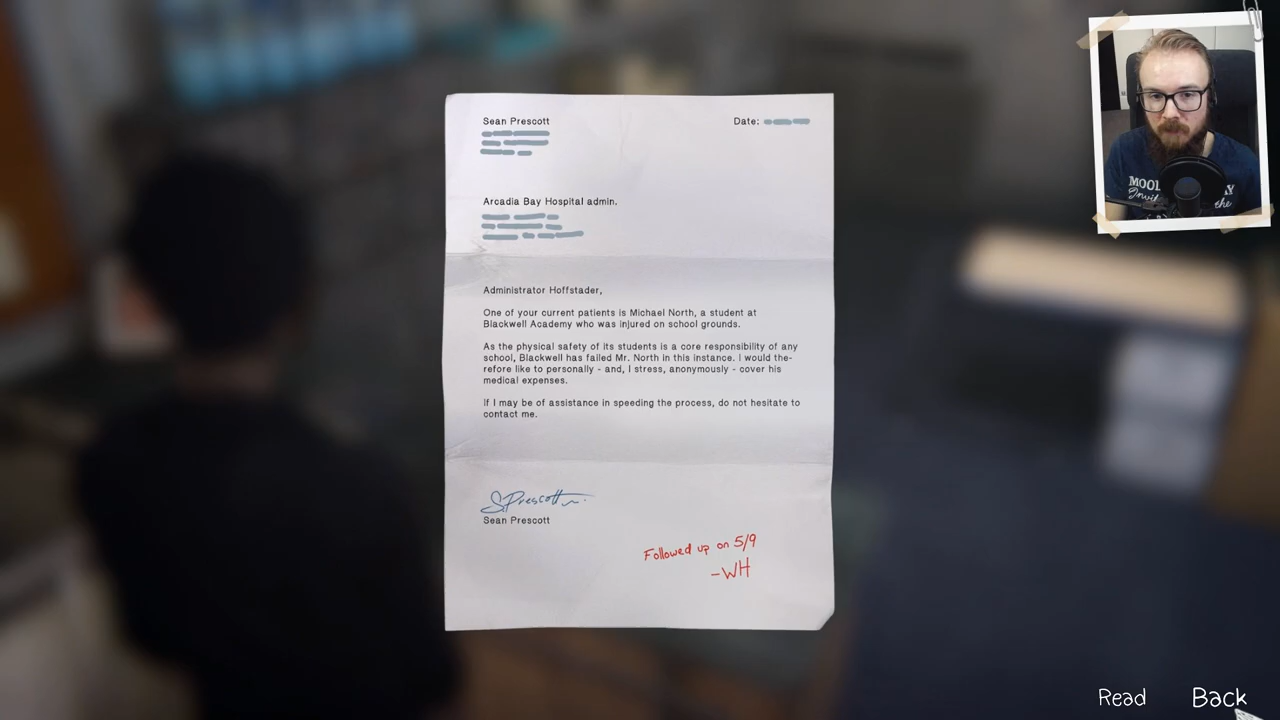 Sean Prescott
Date:
Arcadia Bay Hospital admin.
Administrator Hoffstader,
One of your current patients is Michael North, a student at
Blackwell Academy who was injured on school grounds.
As the physical safety of its students is a core responsibility of any
school, Blackwell has failed Mr. North in this instance. I would the-
refore like to personally - and, I stress, anonymously - cover his
medical expenses.
If I may be of assistance in speeding the process, do not hesitate to
contact me.
S.Prescott
Sean Prescott
Followed up on 5/9
-WH
MOO
the
Read
Back